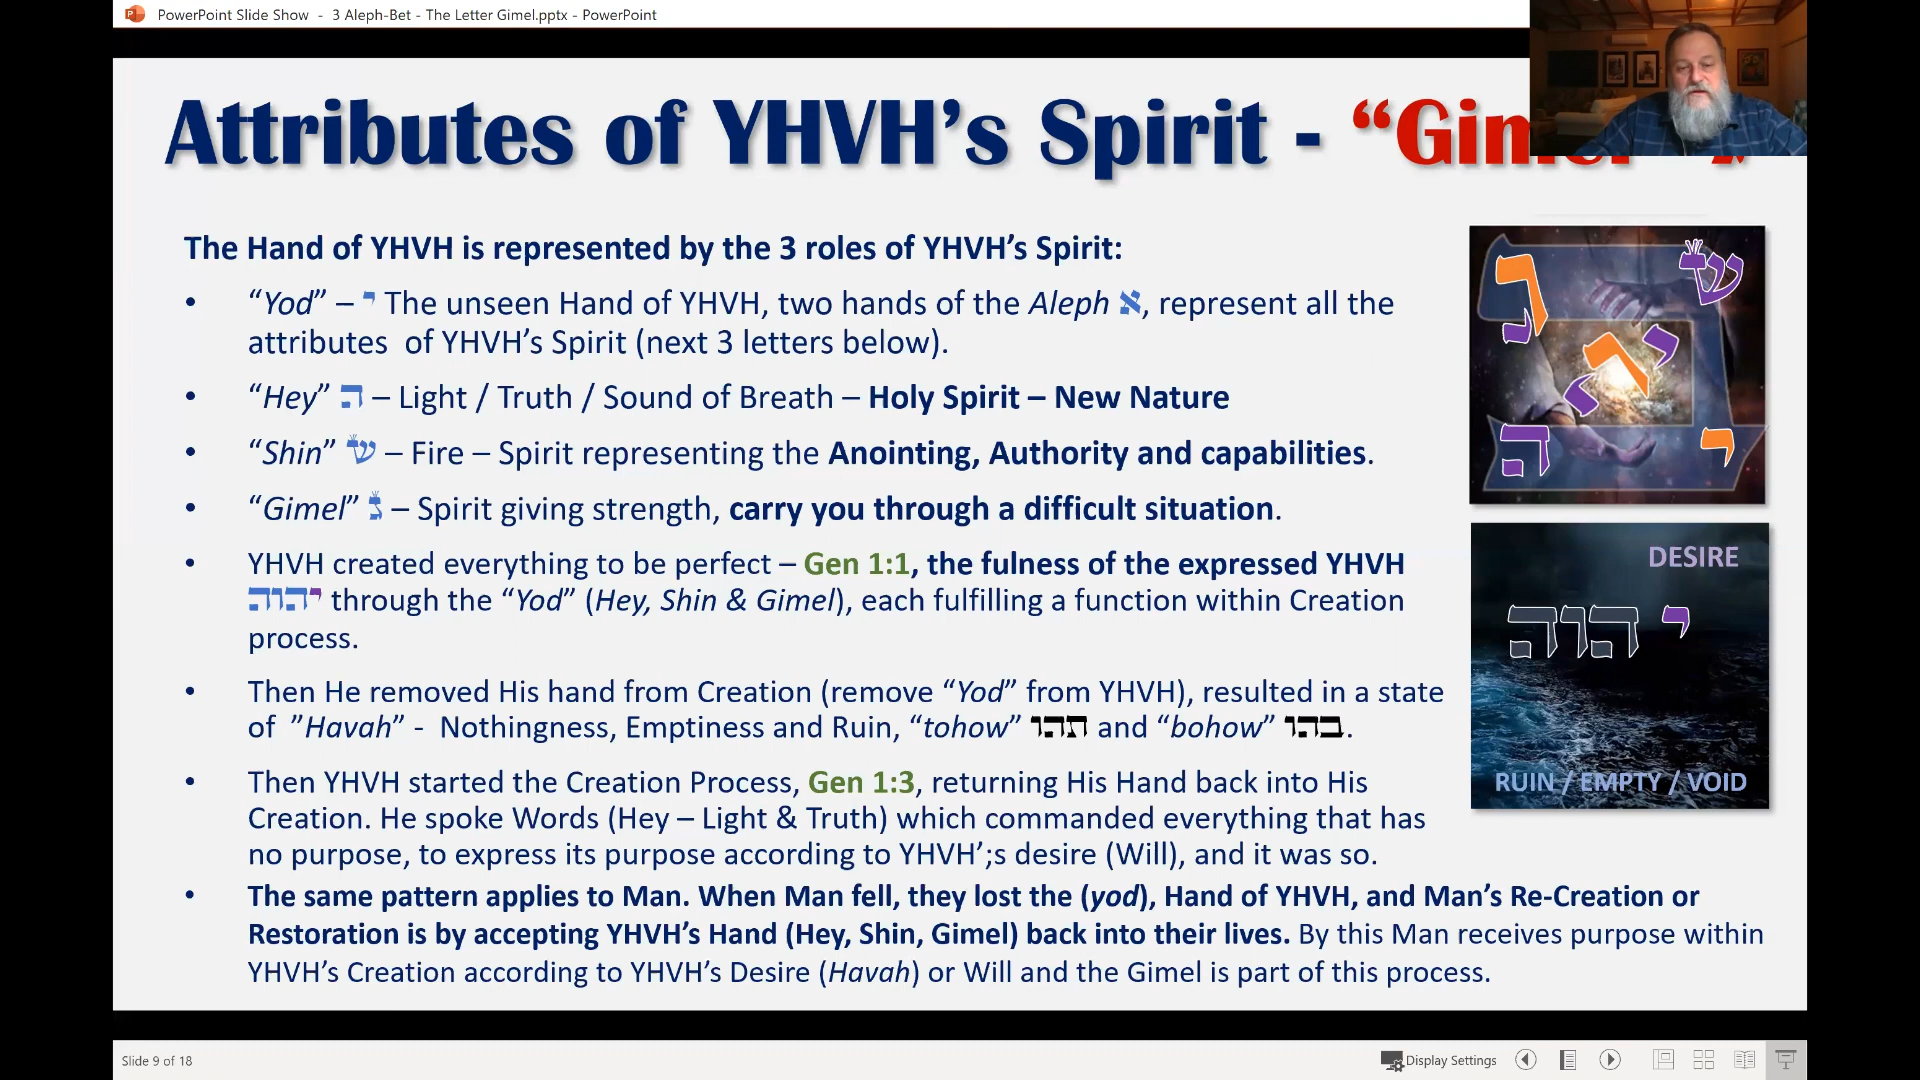 PowerPoint Slide Show - 3 Aleph-Bet - The Letter Gimel.pptx - PowerPoint
Attributes of YHVH’s Spirit -
The Hand of YHVH is represented by the 3 roles of YHVH’s Spirit:
• “Yod” – י The unseen Hand of YHVH, two hands of the Aleph א, represent all the
attributes of YHVH’s Spirit (next 3 letters below).
• “Hey” ה – Light / Truth / Sound of Breath – Holy Spirit – New Nature
• “Shin” ש – Fire – Spirit representing the Anointing, Authority and capabilities.
• “Gimel” ג – Spirit giving strength, carry you through a difficult situation.
• YHVH created everything to be perfect – Gen 1:1, the fulness of the expressed YHVH
יהוה through the “Yod” (Hey, Shin & Gimel), each fulfilling a function within Creation
process.
• Then He removed His hand from Creation (remove “Yod” from YHVH), resulted in a state
of ”Havah” - Nothingness, Emptiness and Ruin, “tohow” תהו and “bohow” בהו.
• Then YHVH started the Creation Process, Gen 1:3, returning His Hand back into His
Creation. He spoke Words (Hey – Light & Truth) which commanded everything that has
no purpose, to express its purpose according to YHVH’;s desire (Will), and it was so.
• The same pattern applies to Man. When Man fell, they lost the (yod), Hand of YHVH, and Man’s Re-Creation or
Restoration is by accepting YHVH’s Hand (Hey, Shin, Gimel) back into their lives. By this Man receives purpose within
YHVH’s Creation according to YHVH’s Desire (Havah) or Will and the Gimel is part of this process.
ש
ה
י
DESIRE
י הוה
RUIN / EMPTY / VOID
Slide 9 of 18
Display Settings